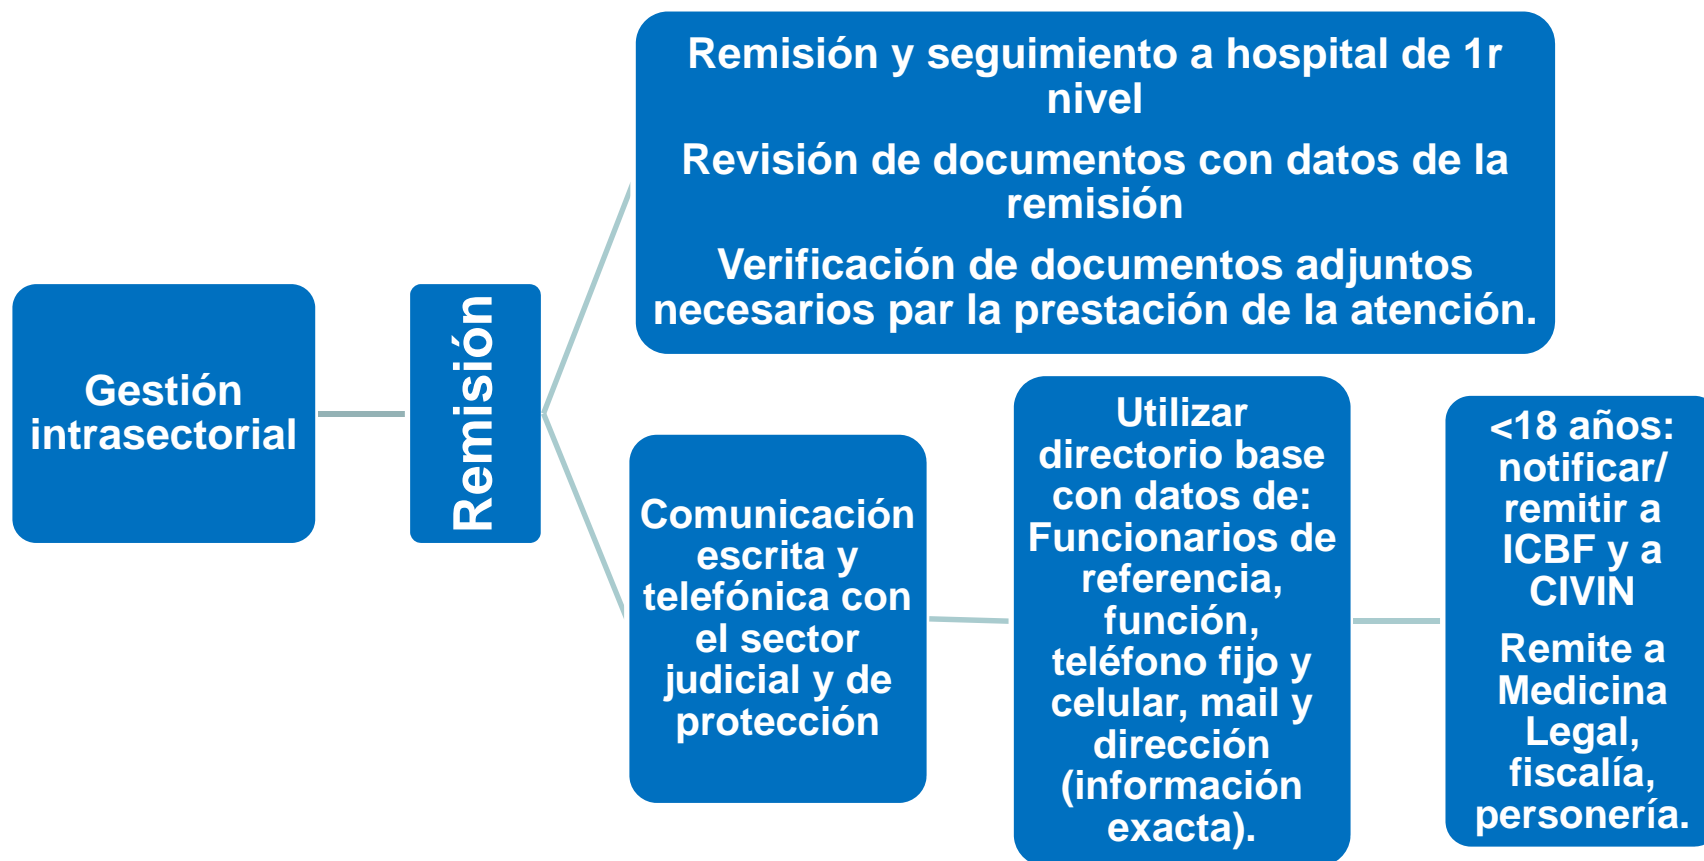 Gestión
intrasectorial
Remisión
Remisión y seguimiento a hospital de 1r
nivel
Revisión de documentos con datos de la
remisión
Verificación de documentos adjuntos
necesarios par la prestación de la atención.
Comunicación
escrita y
telefónica con
el sector
judicial y de
protección
Utilizar
directorio base
con datos de:
Funcionarios de
referencia,
función,
teléfono fijo y
celular, mail y
dirección
(información
exacta).
<18 años:
notificar/
remitir a
ICBF y a
CIVIN
Remite a
Medicina
Legal,
fiscalía,
personería.